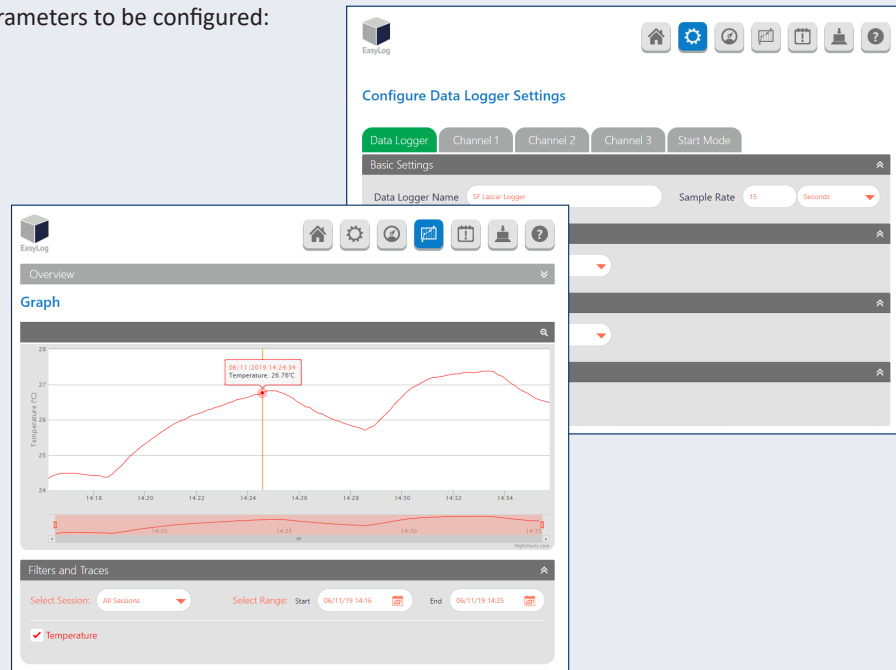 rameters to be configured:
EasyLog
?
Configure Data Logger Settings
Data Logger
Channel 1
Channel 2
Channel 3
Start Mode
Basic Settings
Data Logger Name
SF Lascar Logger
Sample Rate
15
Seconds
EasyLog
?
Overview
Graph
28
27
26
25
24
Temperature (°C)
06/11/2019 14:24:34
Temperature: 26.76°C
14:18
14:20
14:22
14:24
14:26
14:28
14:30
14:32
14:34
14:20
14:25
14:30
14:35
Highcharts.com
Filters and Traces
Select Session:
All Sessions
Select Range:
Start
06/11/19 14:16
End
06/11/19 14:35
Temperature